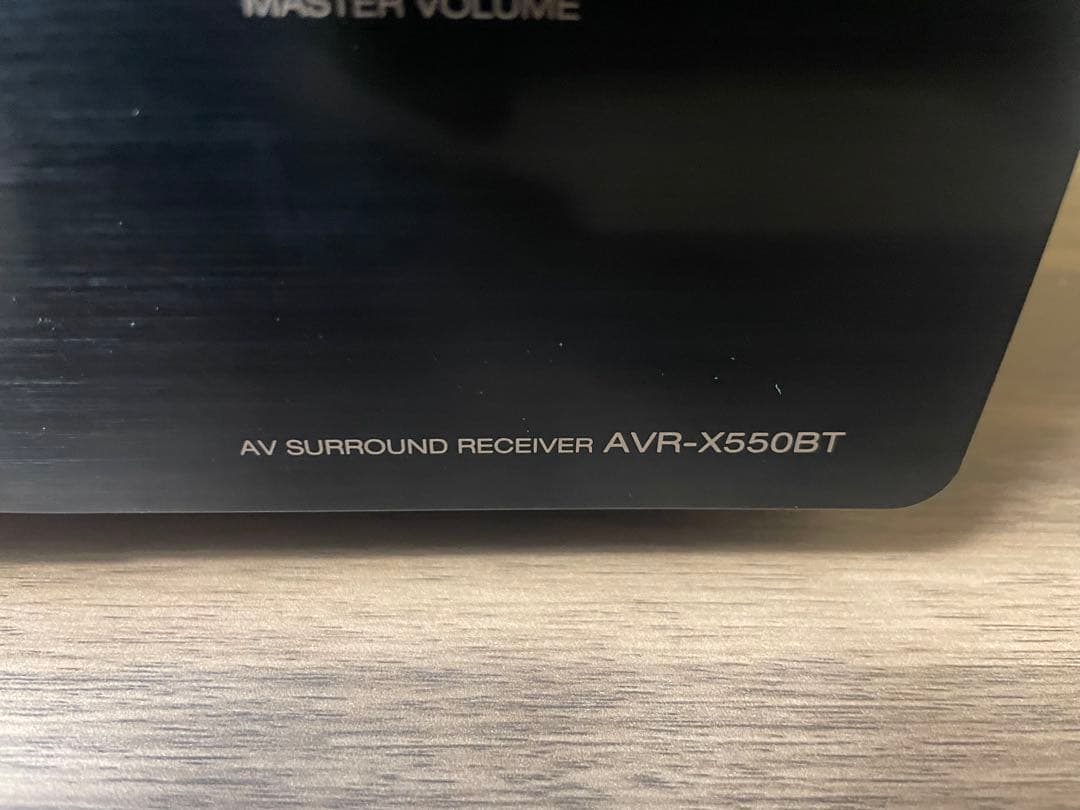 MASTER VOLUME
AV SURROUND RECEIVER AVR-X550BT